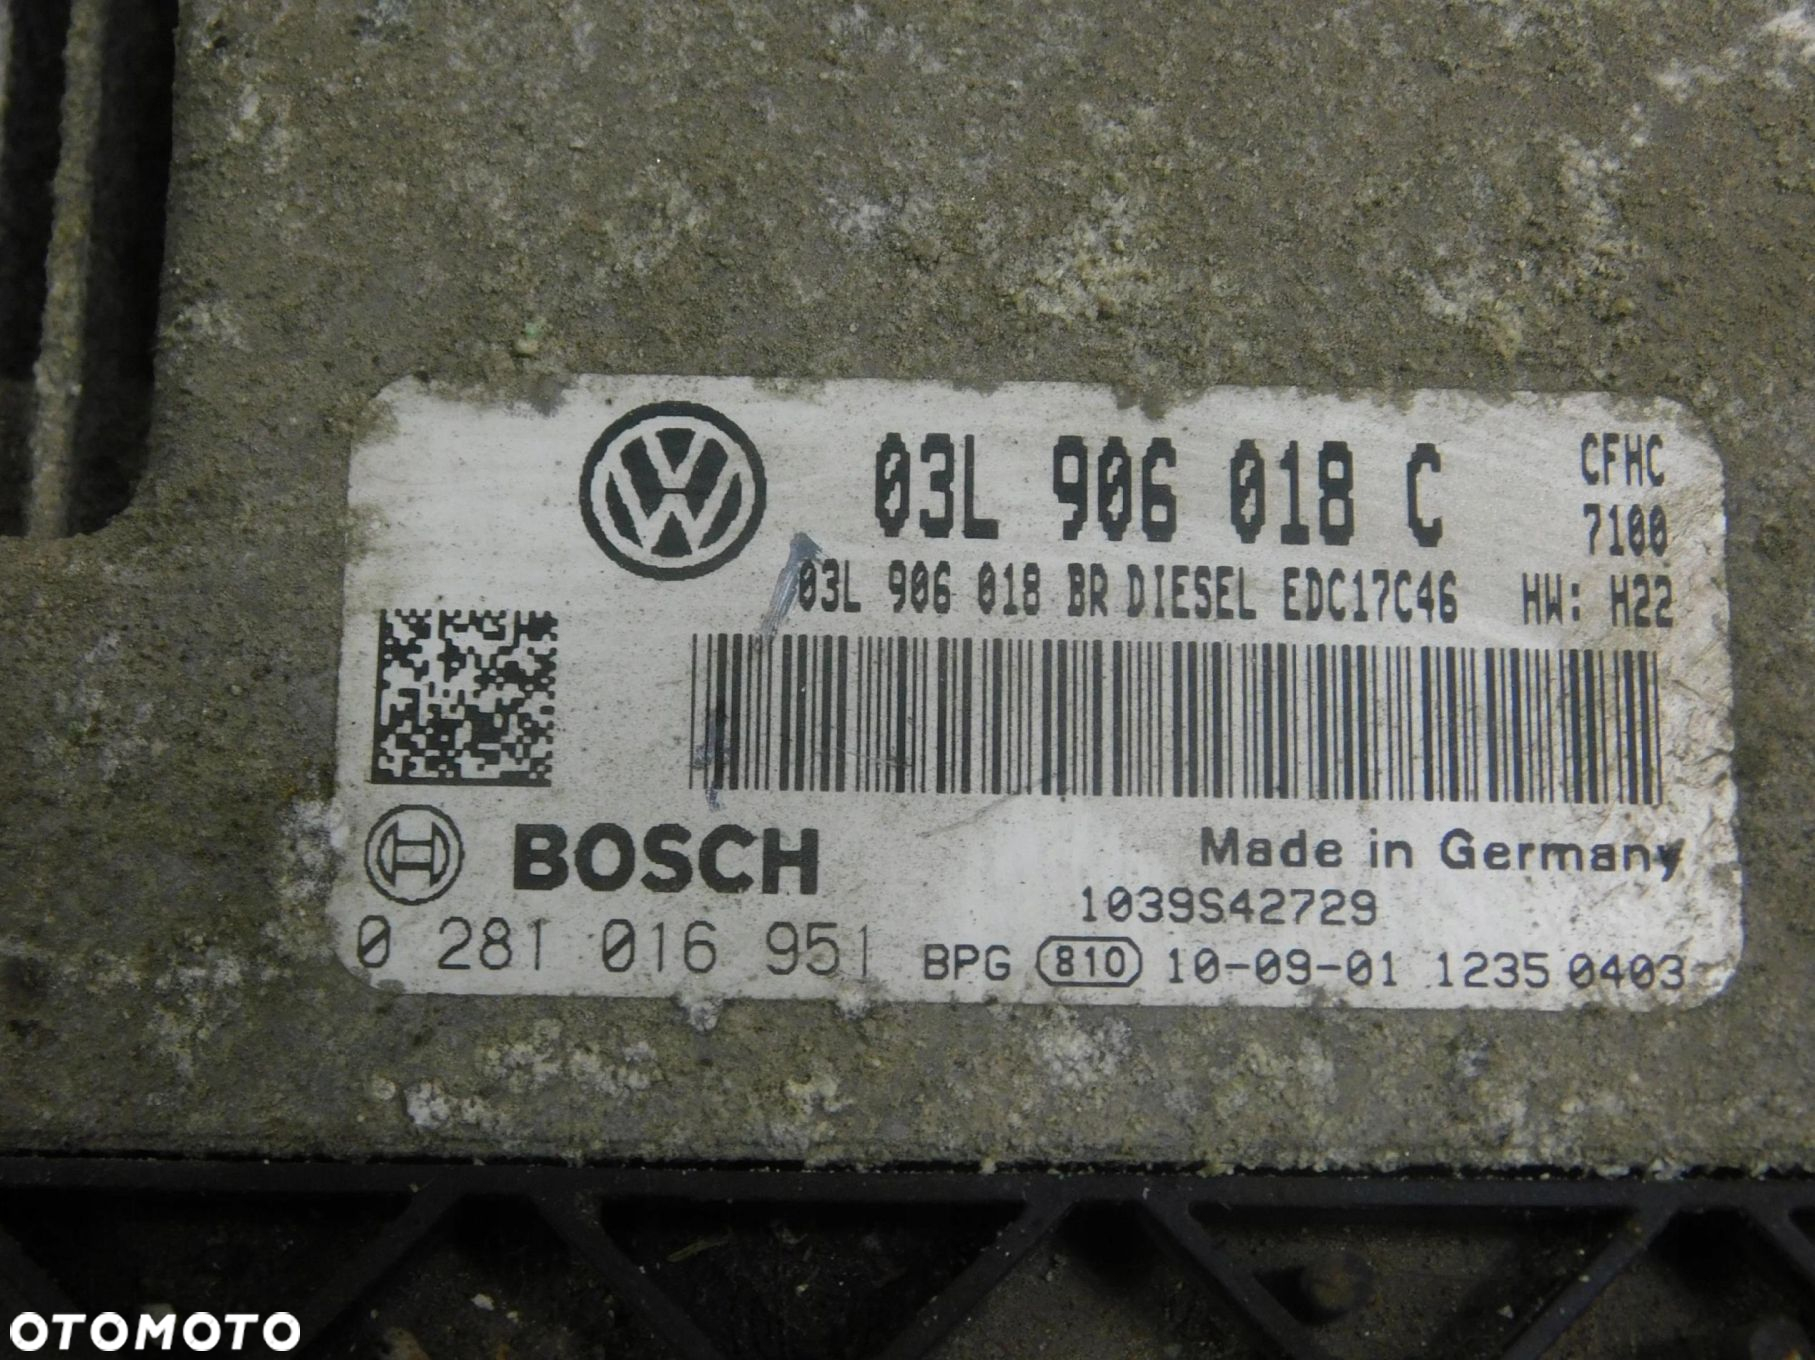 03L 906 018 C
CFHC
7100
03L 906 018 BR DIESEL EDC17C46 HW: H22
BOSCH
Made in Germany
1039S42729
0 281 016 951
BPG 810 10-09-01 1235 0403
OTOMOTO